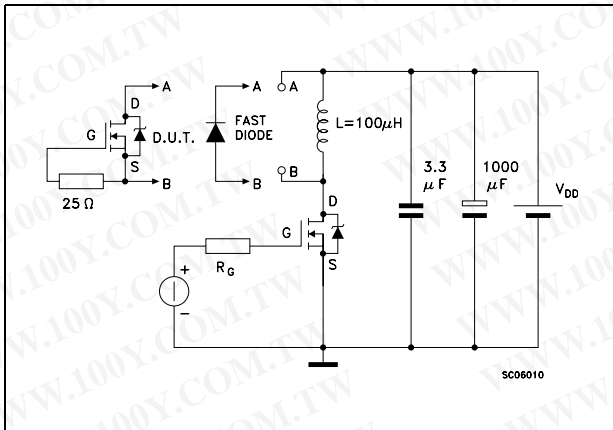 A
A
A
D
G
D.U.T.
FAST
DIODE
L=100μH
S
B
B
B
25 Ω
D
G
S
RG
+
-
3.3
μF
1000
μF
VDD
SC06010
WWW.100Y.COM.TW